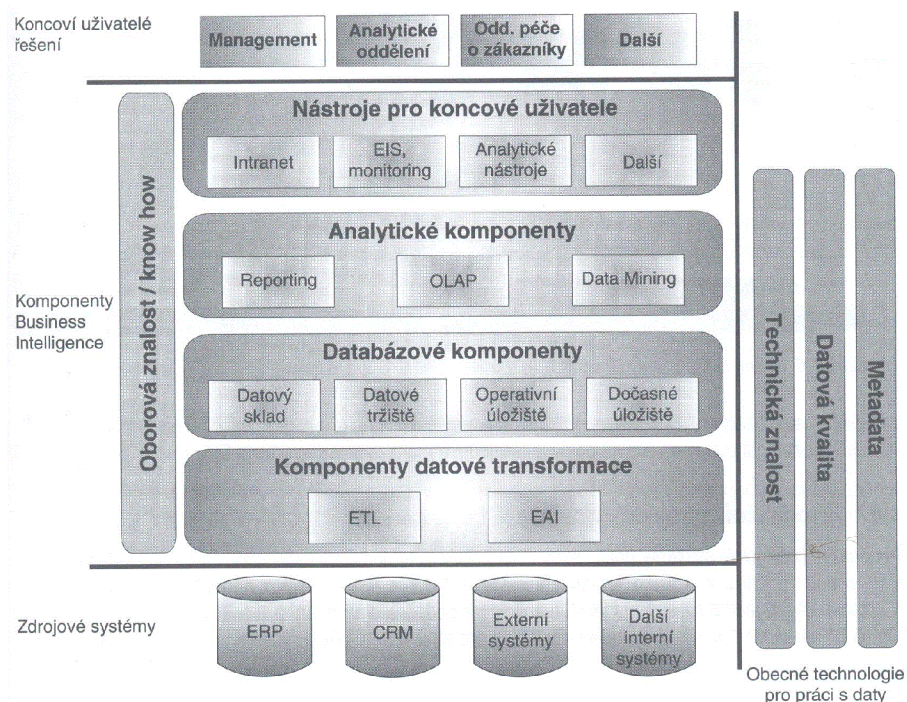 Koncoví uživatelé
řešení
Management
Analytické
oddělení
Odd. péče
o zákazníky
Další
Nástroje pro koncové uživatele
Intranet
EIS,
monitoring
Analytické
nástroje
Další
Analytické komponenty
Reporting
OLAP
Data Mining
Komponenty
Business
Intelligence
Oborová znalost / know how
Databázové komponenty
Datový
sklad
Datové
tržiště
Operativní
úložiště
Dočasné
úložiště
Komponenty datové transformace
ETL
EAI
Technická znalost
Datová kvalita
Metadata
Zdrojové systémy
ERP
CRM
Externí
systémy
Další
interní
systémy
Obecné technologie
pro práci s daty